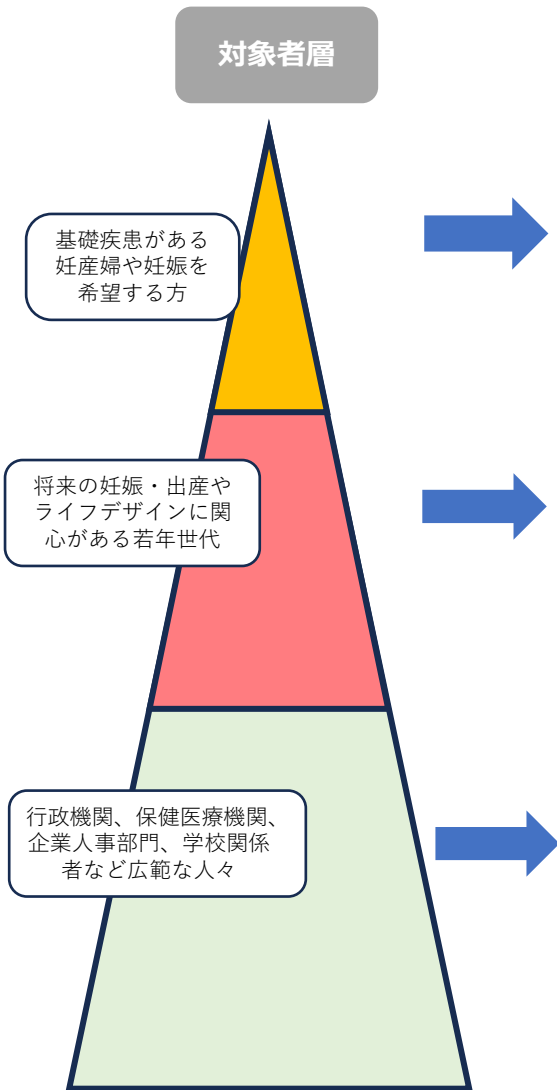 対象者層
基礎疾患がある
妊産婦や妊娠を
希望する方
将来の妊娠・出産や
ライフデザインに関
心がある若年世代
行政機関、保健医療機関、
企業人事部門、学校関係
者など広範な人々